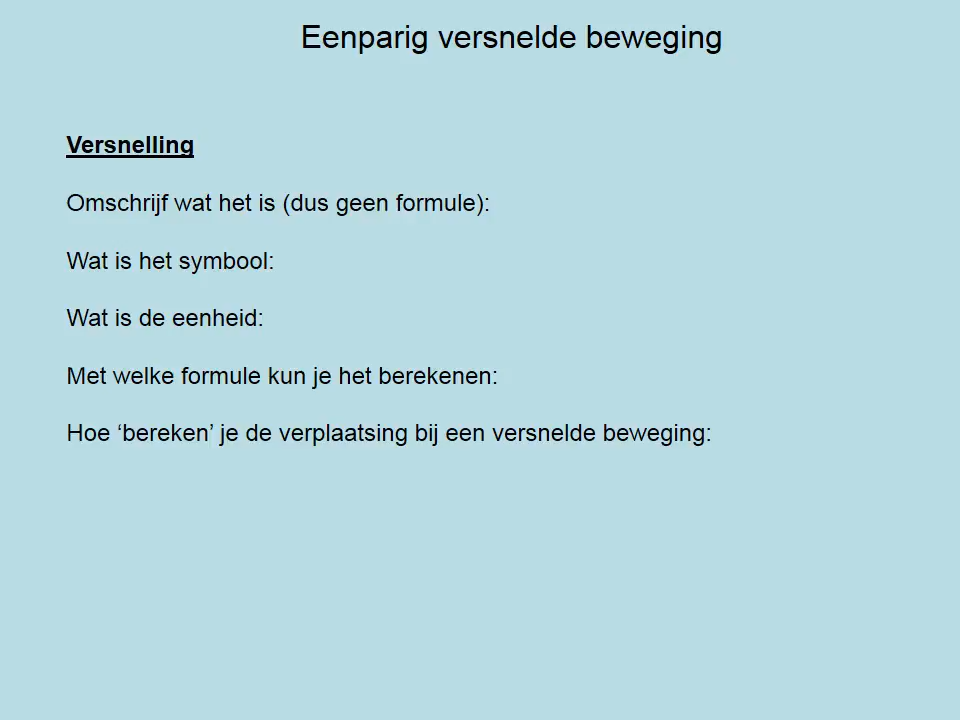 Eenparig versnelde beweging
Versnelling
Omschrijf wat het is (dus geen formule):
Wat is het symbool:
Wat is de eenheid:
Met welke formule kun je het berekenen:
Hoe ‘bereken’ je de verplaatsing bij een versnelde beweging: